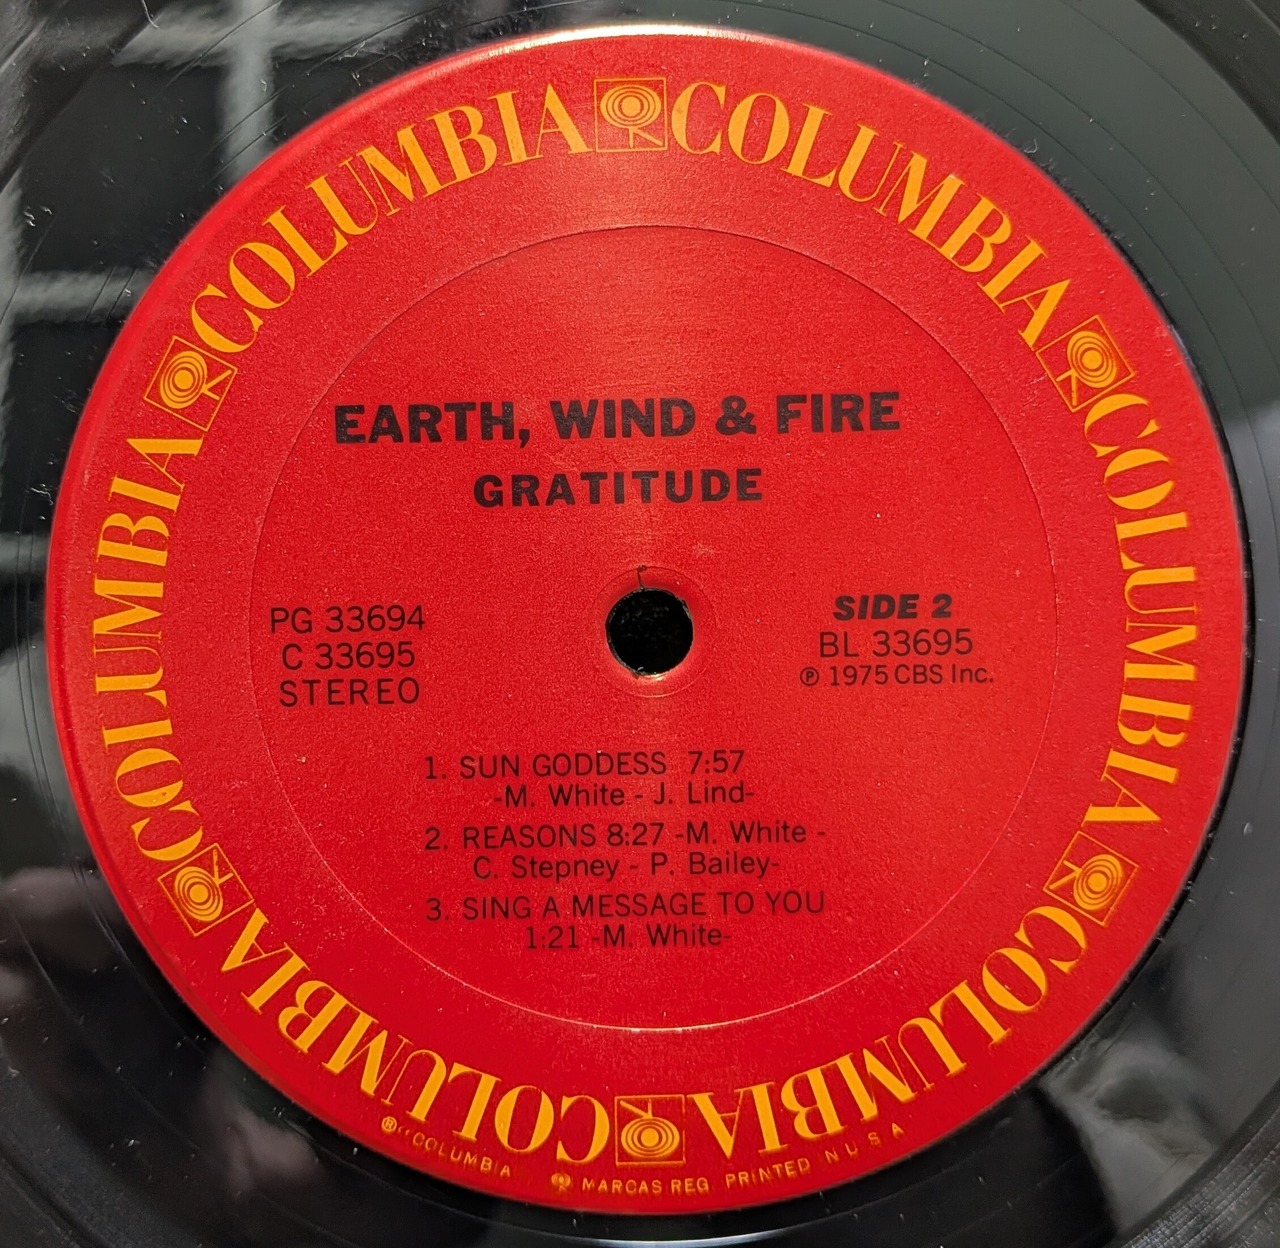 COLUMBIA COLUMBIA COLUMBIA COLUMBIA COLUMBIA COLUMBIA
EARTH, WIND & FIRE
GRATITUDE
PG 33694
C 33695
STEREO
SIDE 2
BL 33695
℗ 1975 CBS Inc.
1. SUN GODDESS 7:57
-M. White - J. Lind-
2. REASONS 8:27 -M. White -
C. Stepney - P. Bailey-
3. SING A MESSAGE TO YOU
1:21 -M. White-
® "COLUMBIA MARCAS REG. PRINTED N U S A